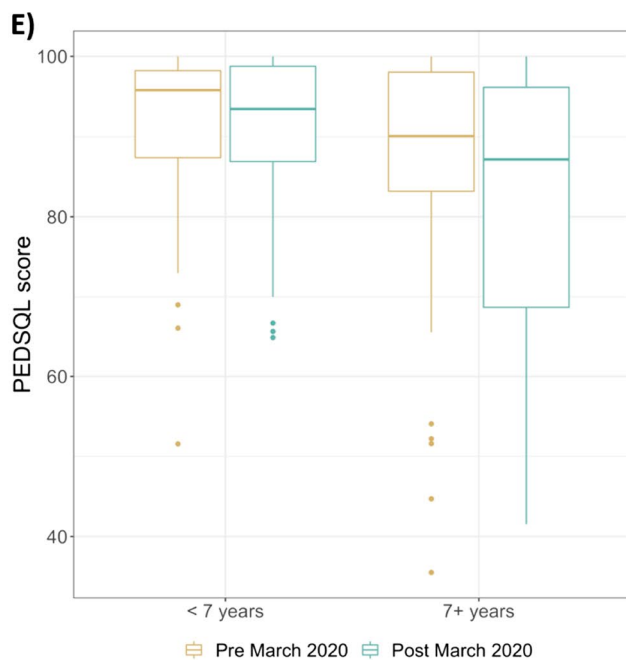 E)
100
80
60
40
PEDSQL score
< 7 years
7+ years
Pre March 2020
Post March 2020